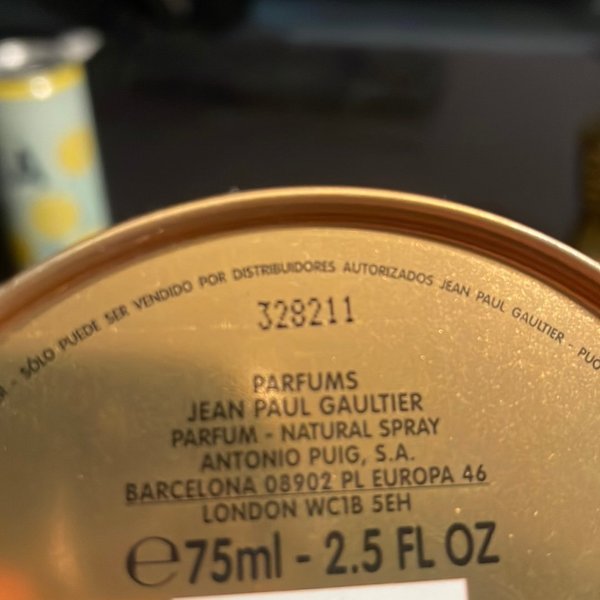 - SÓLO PUEDE SER VENDIDO POR DISTRIBUIDORES AUTORIZADOS JEAN PAUL GAULTIER -
328211
PARFUMS
JEAN PAUL GAULTIER
PARFUM - NATURAL SPRAY
ANTONIO PUIG, S.A.
BARCELONA 08902 PL EUROPA 46
LONDON WC1B 5EH
℮75ml - 2.5 FL OZ